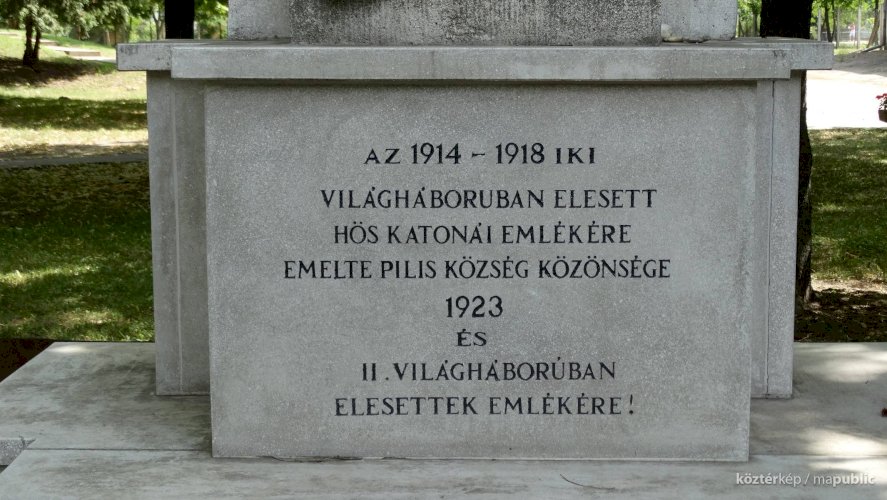 AZ 1914 - 1918 IKI
VILÁGHÁBORUBAN ELESETT
HÖS KATONÁI EMLÉKÉRE
EMELTE PILIS KÖZSÉG KÖZÖNSÉGE
1923
ÉS
II. VILÁGHÁBORÚBAN
ELESETTEK EMLÉKÉRE!
köztérkép / mapublic